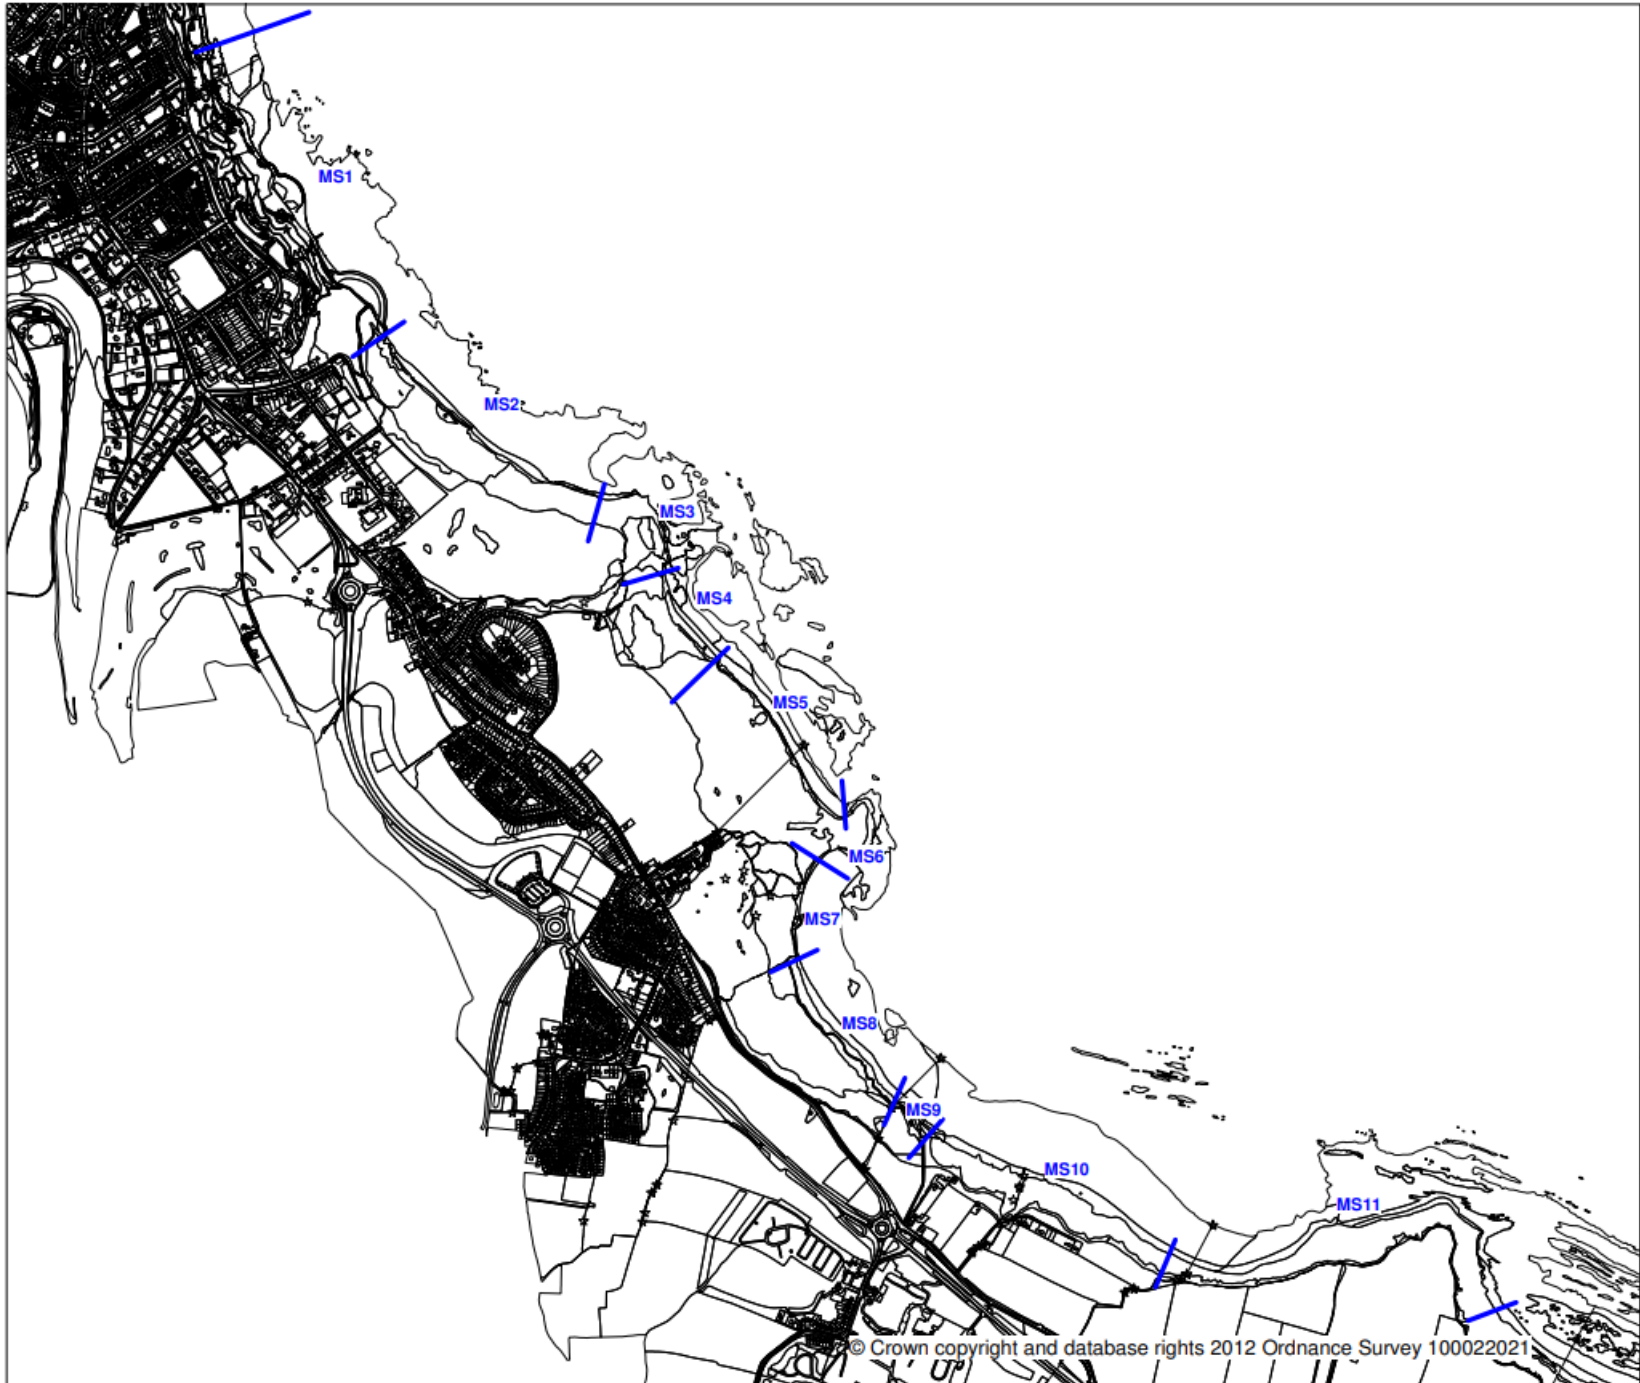 MS1
MS2
MS3
MS4
MS5
MS6
MS7
MS8
MS9
MS10
MS11
© Crown copyright and database rights 2012 Ordnance Survey 100022021